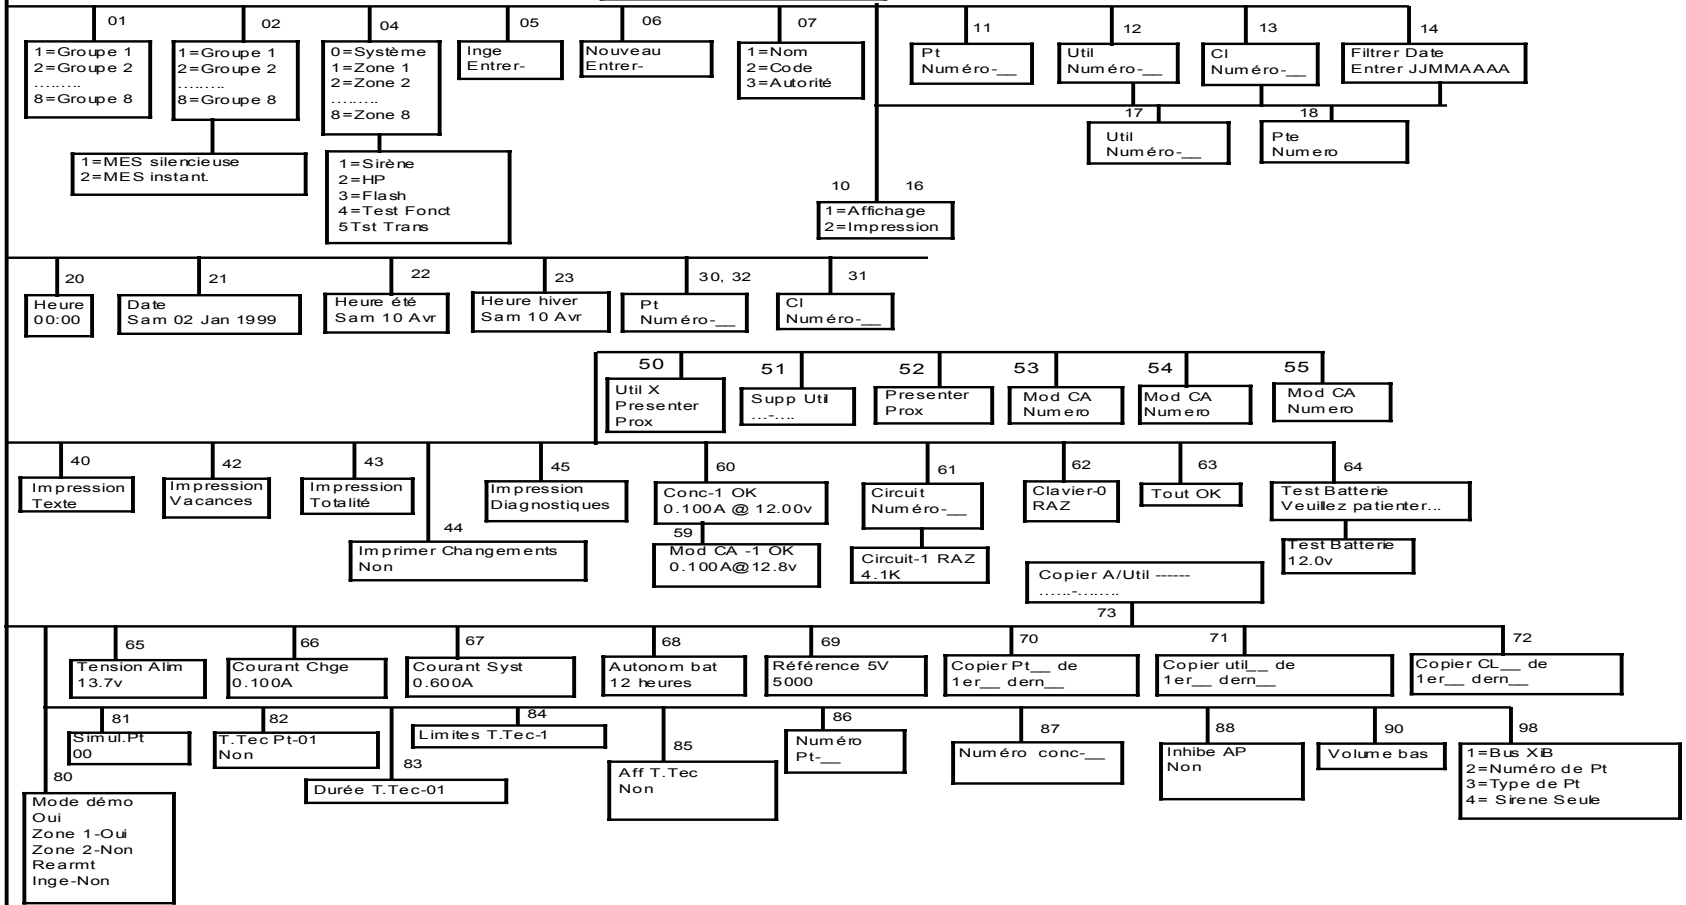 01
02
04
05
06
07
11
12
13
14
1=Groupe 1
2=Groupe 2
.........
8=Groupe 8
1=Groupe 1
2=Groupe 2
.........
8=Groupe 8
0=Système
1=Zone 1
2=Zone 2
.........
8=Zone 8
Inge
Entrer-
Nouveau
Entrer-
1=Nom
2=Code
3=Autorité
Pt
Numéro-__
Util
Numéro-__
Cl
Numéro-__
Filtrer Date
Entrer JJMMAAAA
17
18
Util
Numéro-__
Pte
Numero
1=MES silencieuse
2=MES instant.
1=Sirène
2=HP
3=Flash
4=Test Fonct
5Tst Trans
10
16
1=Affichage
2=Impression
20
21
22
23
30, 32
31
Heure
00:00
Date
Sam 02 Jan 1999
Heure été
Sam 10 Avr
Heure hiver
Sam 10 Avr
Pt
Numéro-__
Cl
Numéro-__
50
51
52
53
54
55
Util X
Presenter
Prox
Supp Util
...-....
Presenter
Prox
Mod CA
Numero
Mod CA
Numero
Mod CA
Numero
40
42
43
45
60
61
62
63
64
Impression
Texte
Impression
Vacances
Impression
Totalité
Impression
Diagnostiques
Conc-1 OK
0.100A @ 12.00v
Circuit
Numéro-__
Clavier-0
RAZ
Tout OK
Test Batterie
Veuillez patienter...
44
Imprimer Changements
Non
59
Mod CA -1 OK
0.100A@12.8v
Circuit-1 RAZ
4.1K
Test Batterie
12.0v
Copier A/Util ------
......-........
73
65
66
67
68
69
70
71
72
Tension Alim
13.7v
Courant Chge
0.100A
Courant Syst
0.600A
Autonom bat
12 heures
Référence 5V
5000
Copier Pt__ de
1er__ dern__
Copier util__ de
1er__ dern__
Copier CL__ de
1er__ dern__
81
82
84
86
87
88
90
98
Simul.Pt
00
T.Tec Pt-01
Non
Limites T.Tec-1
85
Numéro
Pt-__
Numéro conc-__
Inhibe AP
Non
Volume bas
1=Bus XiB
2=Numéro de Pt
3=Type de Pt
4= Sirene Seule
80
83
Durée T.Tec-01
Aff T.Tec
Non
Mode démo
Oui
Zone 1-Oui
Zone 2-Non
Rearmt
Inge-Non